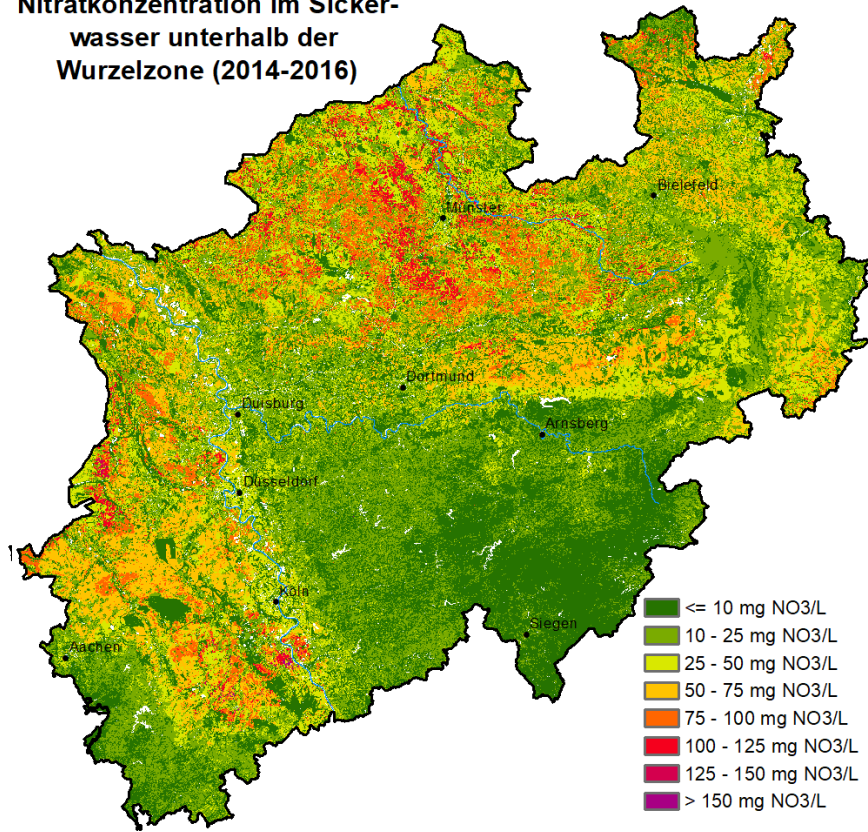 Nitratkonzentration im Sicker-
wasser unterhalb der
Wurzelzone (2014-2016)
Bielefeld
Münster
Dortmund
Duisburg
Arnsberg
Düsseldorf
Köln
Siegen
Aachen
<= 10 mg NO3/L
10 - 25 mg NO3/L
25 - 50 mg NO3/L
50 - 75 mg NO3/L
75 - 100 mg NO3/L
100 - 125 mg NO3/L
125 - 150 mg NO3/L
> 150 mg NO3/L